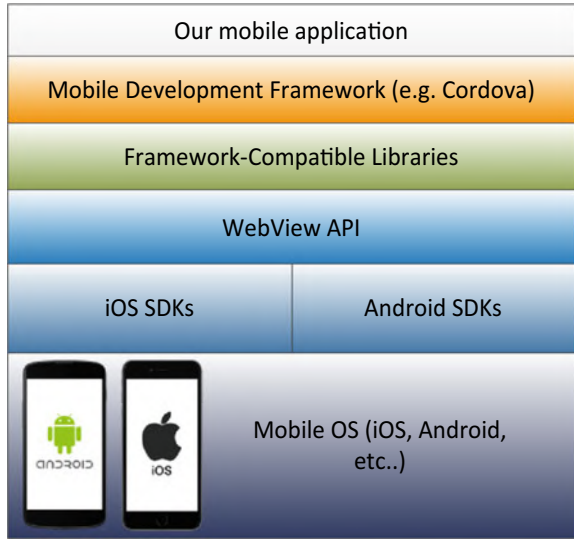 Our mobile application
Mobile Development Framework (e.g. Cordova)
Framework-Compatible Libraries
WebView API
iOS SDKs
Android SDKs
ANDROID
iOS
Mobile OS (iOS, Android,
etc..)